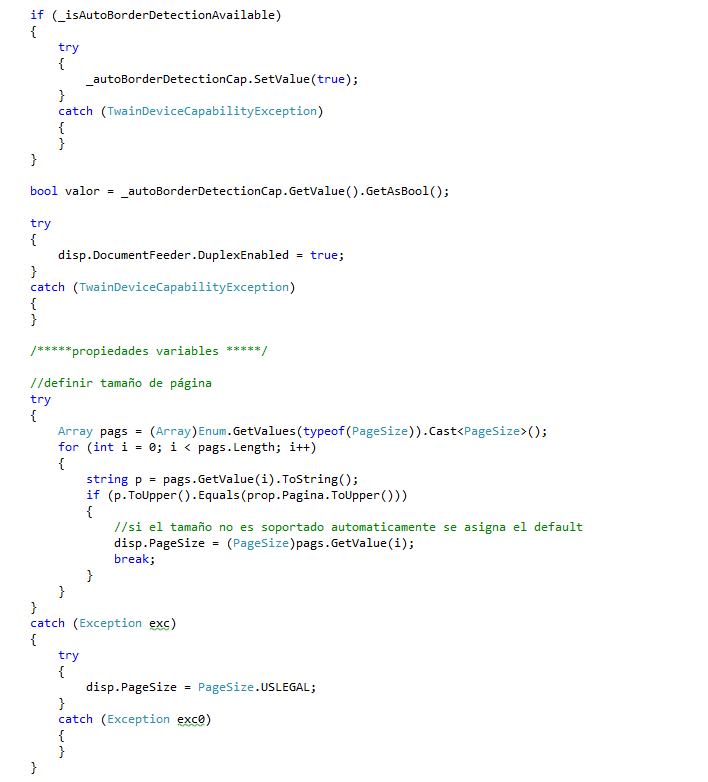 if (_isAutoBorderDetectionAvailable)
{
try
{
_autoBorderDetectionCap.SetValue(true);
}
catch (TwainDeviceCapabilityException)
{
}
}
bool valor = _autoBorderDetectionCap.GetValue().GetAsBool();
try
{
disp.DocumentFeeder.DuplexEnabled = true;
}
catch (TwainDeviceCapabilityException)
{
}
/*****propiedades variables *****/
//definir tamaño de página
try
{
Array pags = (Array)Enum.GetValues(typeof(PageSize)).Cast<PageSize>();
for (int i = 0; i < pags.Length; i++)
{
string p = pags.GetValue(i).ToString();
if (p.ToUpper().Equals(prop.Pagina.ToUpper()))
{
//si el tamaño no es soportado automaticamente se asigna el default
disp.PageSize = (PageSize)pags.GetValue(i);
break;
}
}
}
catch (Exception exc)
{
try
{
disp.PageSize = PageSize.USLEGAL;
}
catch (Exception exc0)
{
}
}